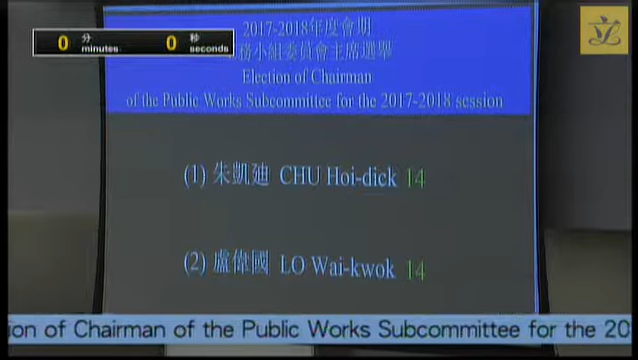 0 分 minutes 0 秒 seconds
2017-2018年度會期
務小組委員會主席選舉
Election of Chairman
of the Public Works Subcommittee for the 2017-2018 session
(1) 朱凱廸 CHU Hoi-dick 14
(2) 盧偉國 LO Wai-kwok 14
ion of Chairman of the Public Works Subcommittee for the 20